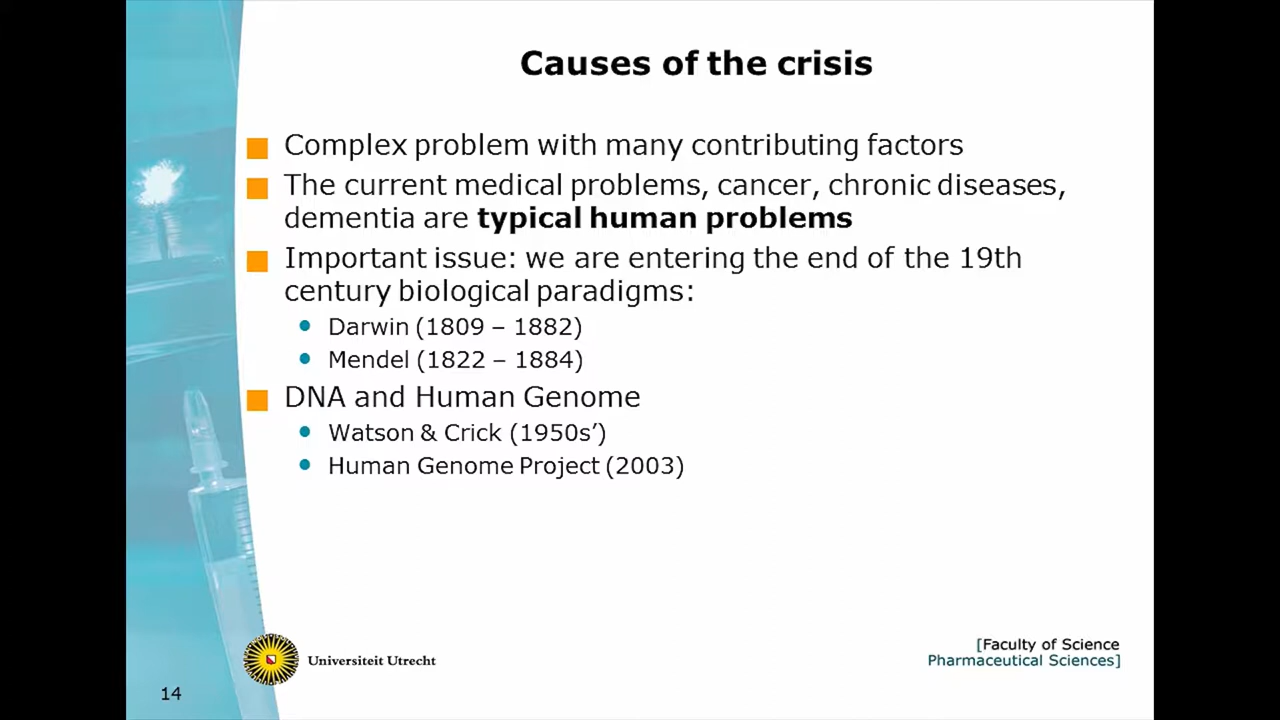 Causes of the crisis
Complex problem with many contributing factors
The current medical problems, cancer, chronic diseases,
dementia are typical human problems
Important issue: we are entering the end of the 19th
century biological paradigms:
Darwin (1809 – 1882)
Mendel (1822 – 1884)
DNA and Human Genome
Watson & Crick (1950s’)
Human Genome Project (2003)
Universiteit Utrecht
[Faculty of Science
Pharmaceutical Sciences]
14